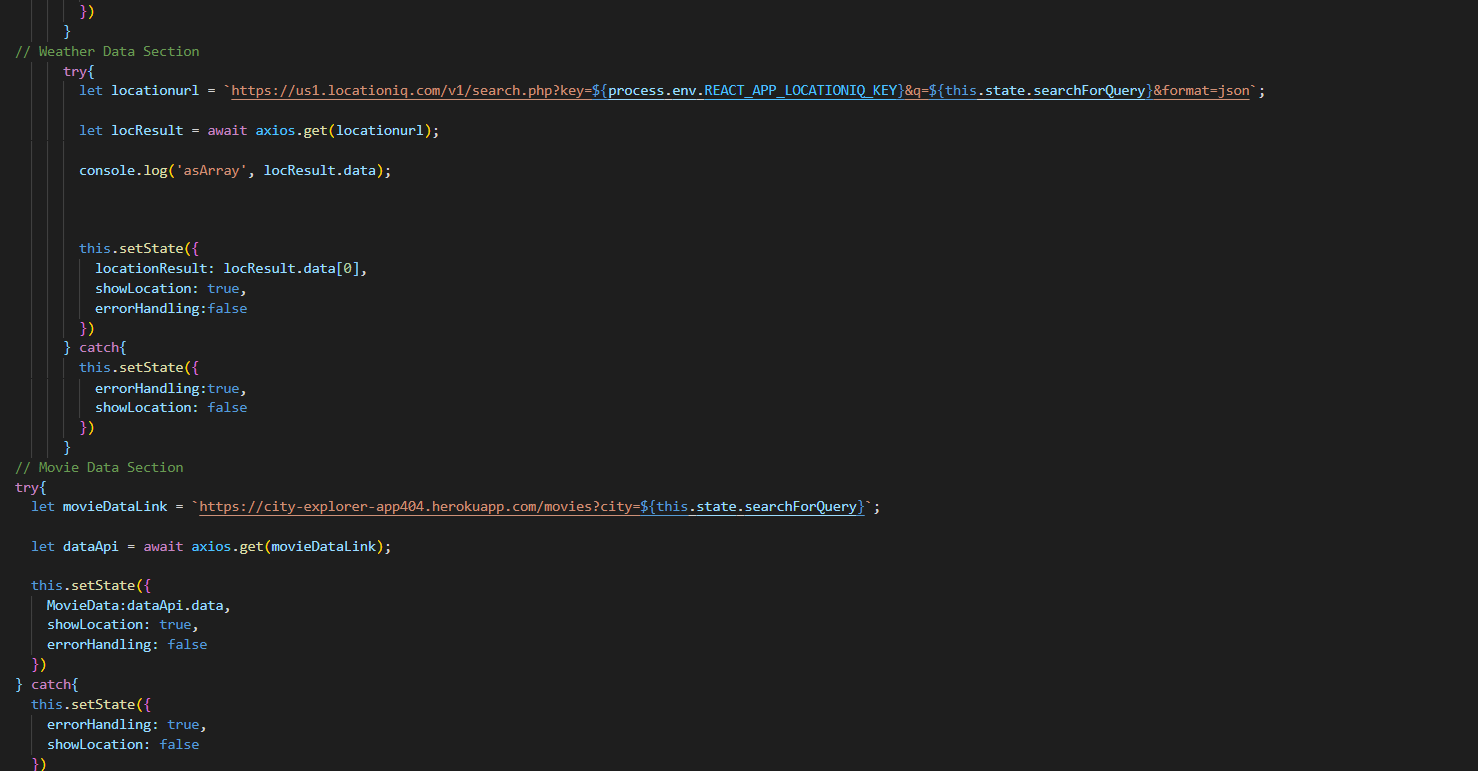 })
}
// Weather Data Section
try{
let locationurl = `https://us1.locationiq.com/v1/search.php?key=${process.env.REACT_APP_LOCATIONIQ_KEY}&q=${this.state.searchForQuery}&format=json`;
let locResult = await axios.get(locationurl);
console.log('asArray', locResult.data);
this.setState({
locationResult: locResult.data[0],
showLocation: true,
errorHandling:false
})
} catch{
this.setState({
errorHandling:true,
showLocation: false
})
}
// Movie Data Section
try{
let movieDataLink = `https://city-explorer-app404.herokuapp.com/movies?city=${this.state.searchForQuery}`;
let dataApi = await axios.get(movieDataLink);
this.setState({
MovieData:dataApi.data,
showLocation: true,
errorHandling: false
})
} catch{
this.setState({
errorHandling: true,
showLocation: false
})